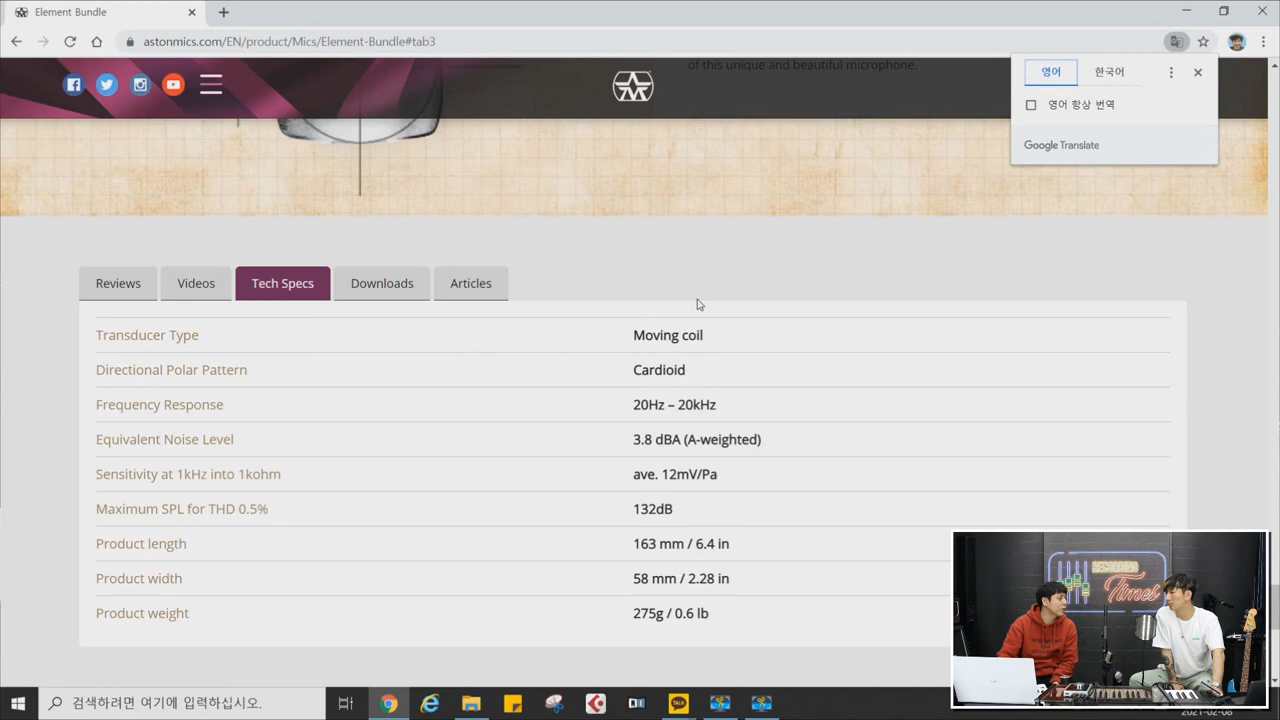 Element Bundle
astonmics.com/EN/product/Mics/Element-Bundle#tab3
of this unique and beautiful microphone.
영어 한국어
영어 항상 번역
Google Translate
Reviews Videos Tech Specs Downloads Articles
Transducer Type Moving coil
Directional Polar Pattern Cardioid
Frequency Response 20Hz – 20kHz
Equivalent Noise Level 3.8 dBA (A-weighted)
Sensitivity at 1kHz into 1kohm ave. 12mV/Pa
Maximum SPL for THD 0.5% 132dB
Product length 163 mm / 6.4 in
Product width 58 mm / 2.28 in
Product weight 275g / 0.6 lb
RECORDING
Times
검색하려면 여기에 입력하십시오.
TALK
2021-02-08